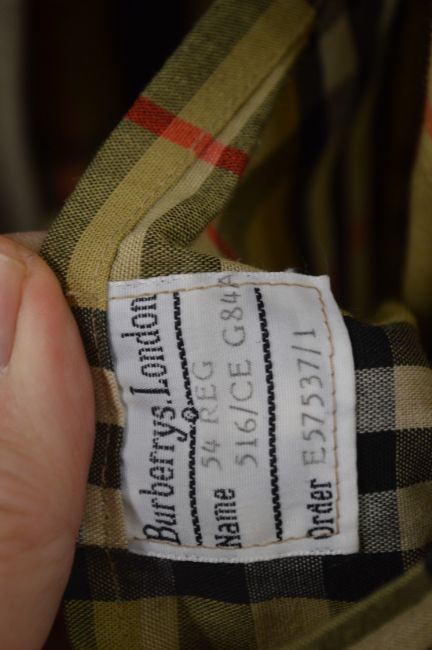 Burberrys.London
54 REG
Name 516/CE G84A
Order E57537/1